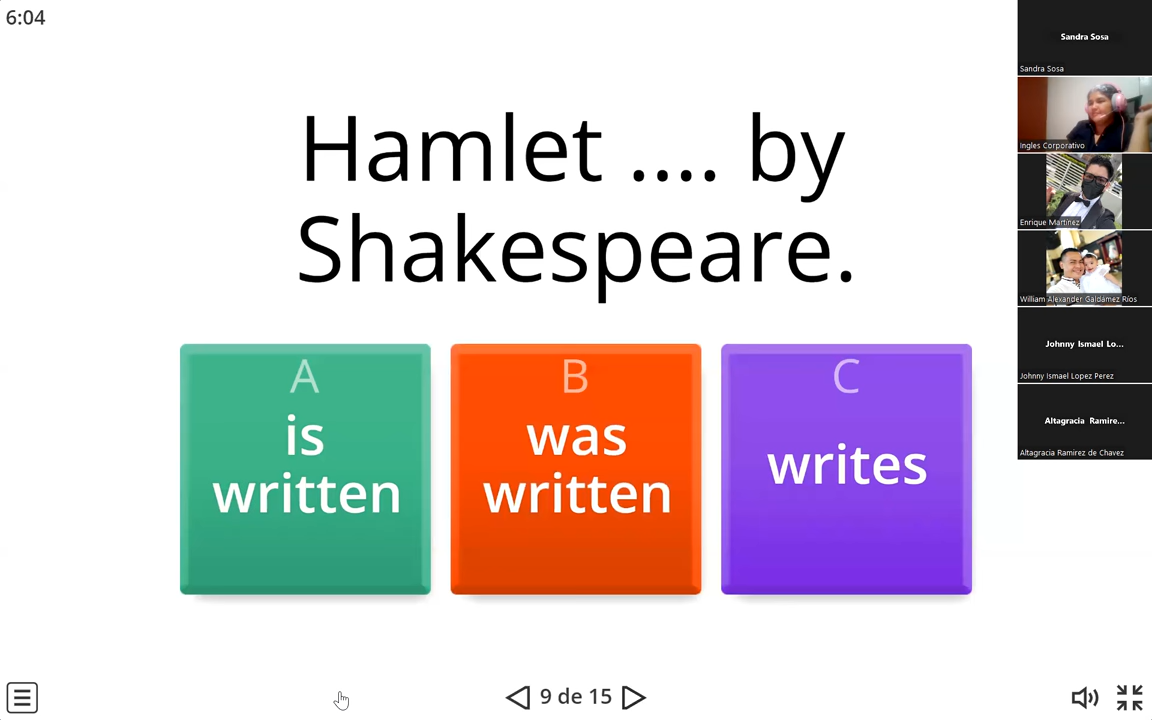 6:04
Hamlet .... by
Shakespeare.
A
is
written
B
was
written
C
writes
9 de 15
Sandra Sosa
Sandra Sosa
Ingles Corporativo
Enrique Martinez
William Alexander Galdamez Ríos
Johnny Ismael Lo...
Johnny Ismael Lopez Perez
Altagracia Ramire...
Altagracia Ramirez de Chavez